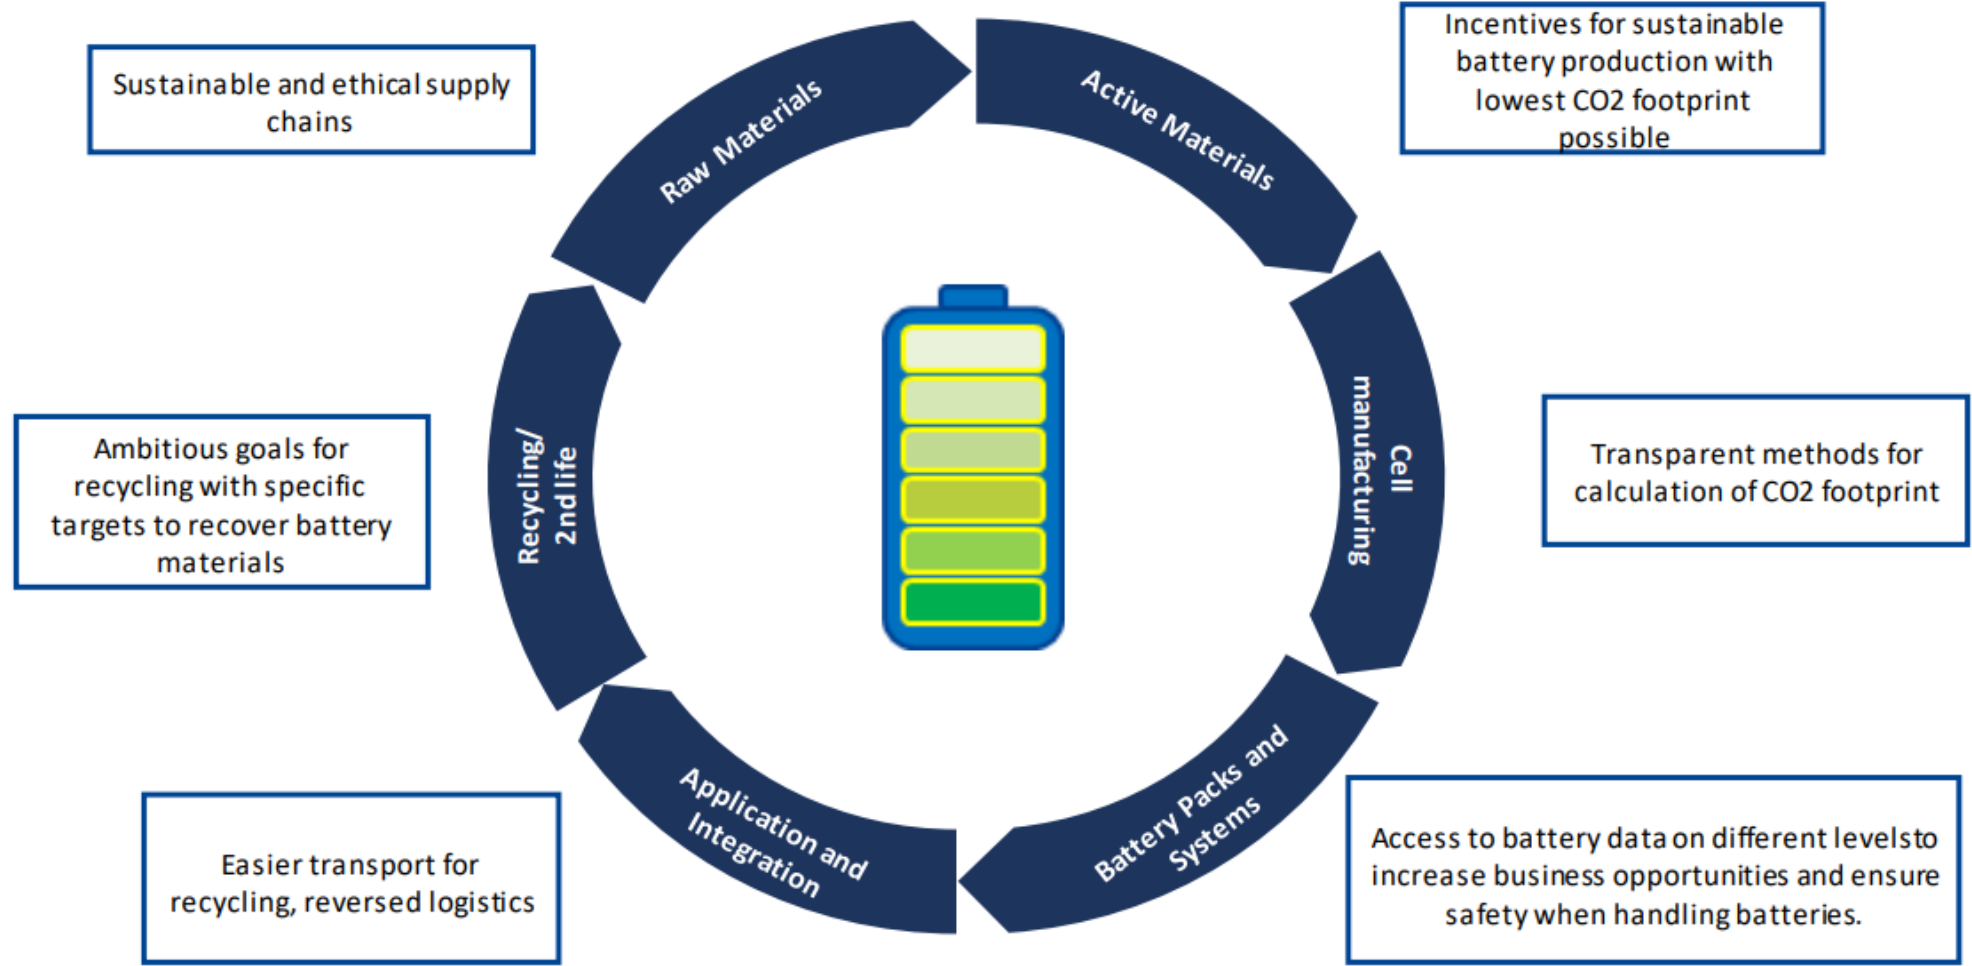 Sustainable and ethical supply
chains
Raw Materials
Active Materials
Incentives for sustainable
battery production with
lowest CO2 footprint
possible
Ambitious goals for
recycling with specific
targets to recover battery
materials
Recycling/
2nd life
Cell
manufacturing
Transparent methods for
calculation of CO2 footprint
Easier transport for
recycling, reversed logistics
Application and
Integration
Battery Packs and
Systems
Access to battery data on different levels to
increase business opportunities and ensure
safety when handling batteries.